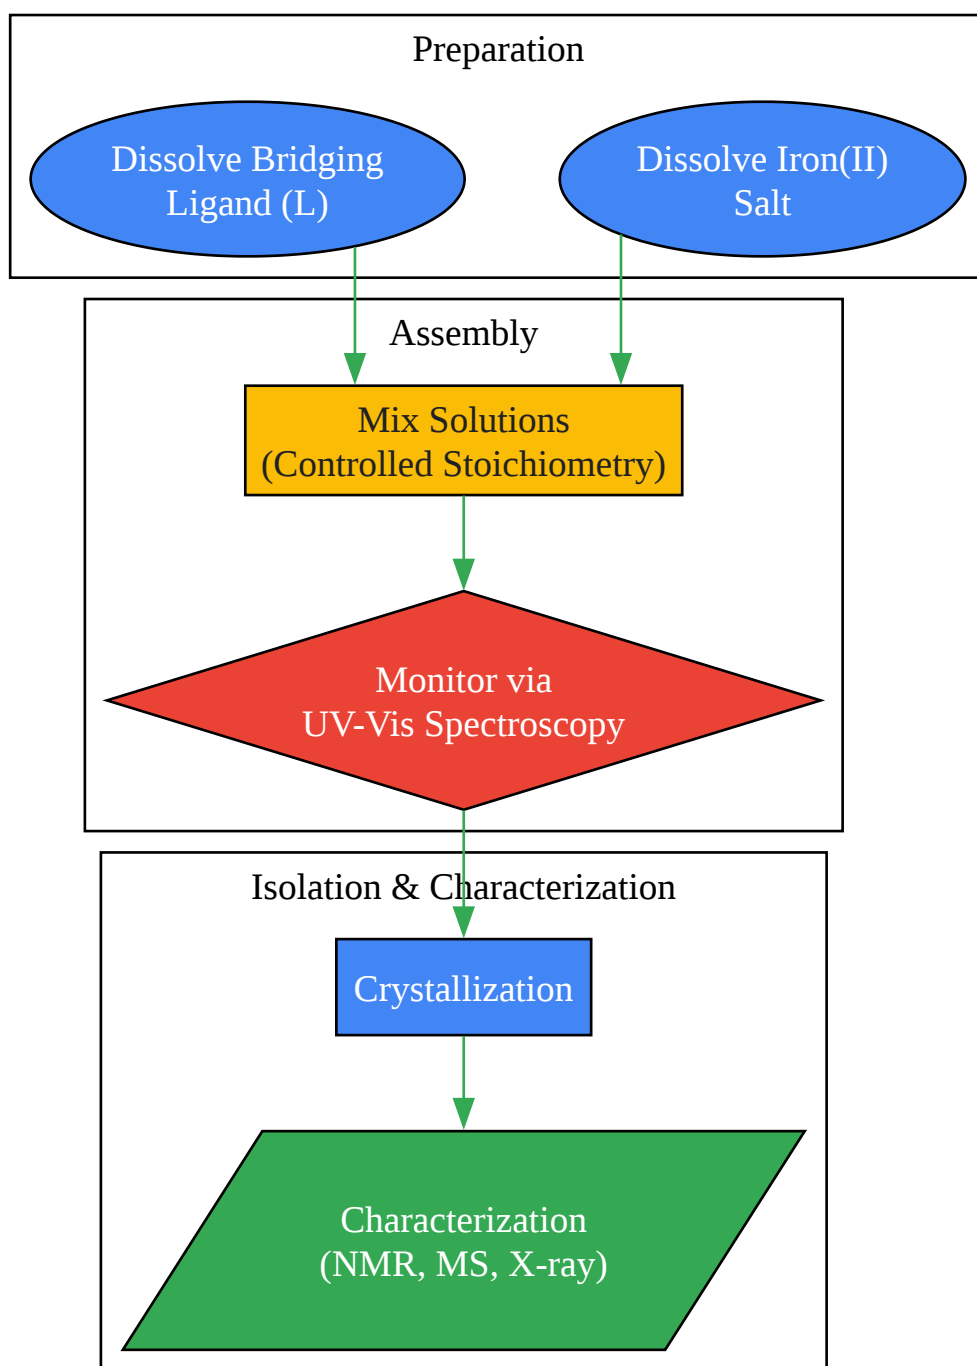 Preparation
Dissolve Bridging
Ligand (L)
Dissolve Iron(II)
Salt
Assembly
Mix Solutions
(Controlled Stoichiometry)
Monitor via
UV-Vis Spectroscopy
Isolation & Characterization
Crystallization
Characterization
(NMR, MS, X-ray)